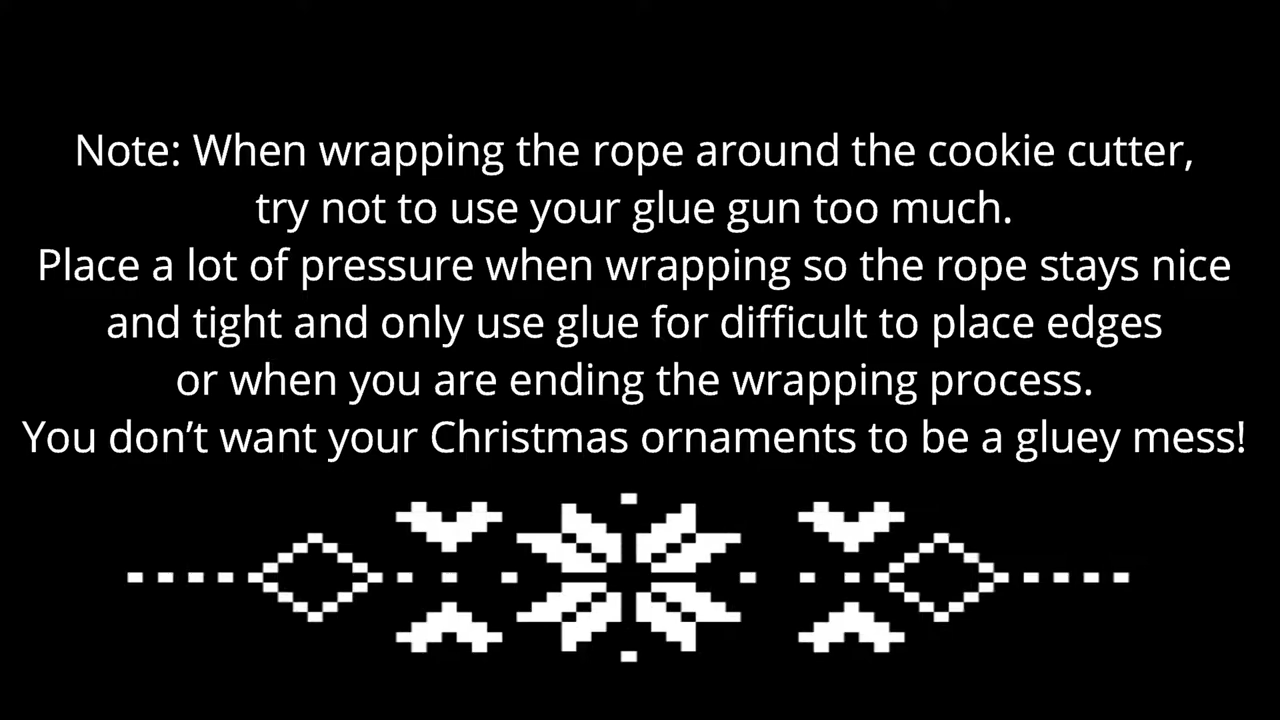 Note: When wrapping the rope around the cookie cutter,
try not to use your glue gun too much.
Place a lot of pressure when wrapping so the rope stays nice
and tight and only use glue for difficult to place edges
or when you are ending the wrapping process.
You don’t want your Christmas ornaments to be a gluey mess!